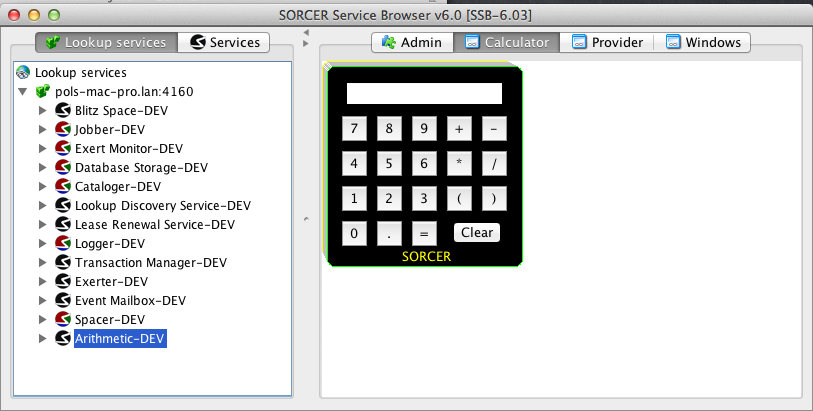 SORCER Service Browser v6.0 [SSB-6.03]
Lookup services Services
Lookup services
pols-mac-pro.lan:4160
Blitz Space-DEV
Jobber-DEV
Exert Monitor-DEV
Database Storage-DEV
Cataloger-DEV
Lookup Discovery Service-DEV
Lease Renewal Service-DEV
Logger-DEV
Transaction Manager-DEV
Exerter-DEV
Event Mailbox-DEV
Spacer-DEV
Arithmetic-DEV
Admin Calculator Provider Windows
7 8 9 + -
4 5 6 * /
1 2 3 ( )
0 . = Clear
SORCER